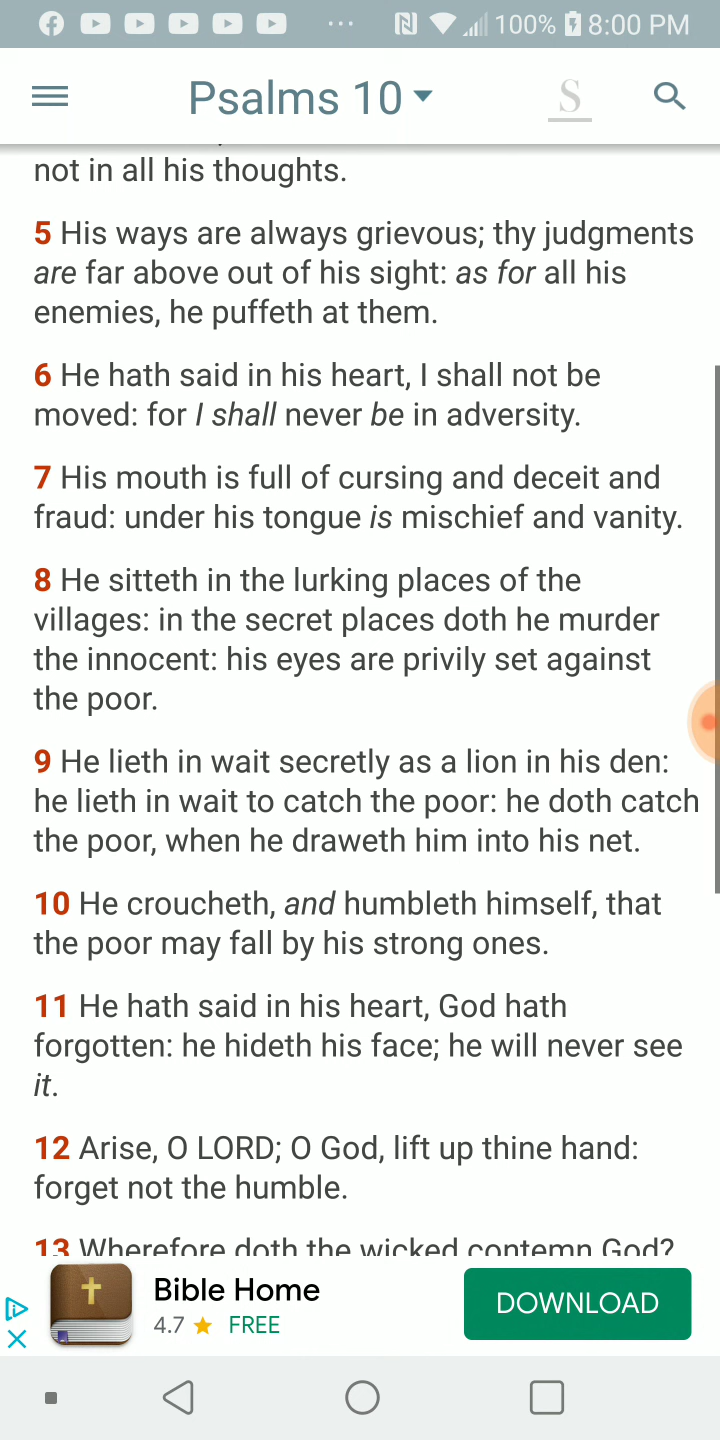 100% 8:00 PM
Psalms 10
S
not in all his thoughts.
5 His ways are always grievous; thy judgments
are far above out of his sight: as for all his
enemies, he puffeth at them.
6 He hath said in his heart, I shall not be
moved: for I shall never be in adversity.
7 His mouth is full of cursing and deceit and
fraud: under his tongue is mischief and vanity.
8 He sitteth in the lurking places of the
villages: in the secret places doth he murder
the innocent: his eyes are privily set against
the poor.
9 He lieth in wait secretly as a lion in his den:
he lieth in wait to catch the poor: he doth catch
the poor, when he draweth him into his net.
10 He croucheth, and humbleth himself, that
the poor may fall by his strong ones.
11 He hath said in his heart, God hath
forgotten: he hideth his face; he will never see
it.
12 Arise, O LORD; O God, lift up thine hand:
forget not the humble.
13 Wherefore doth the wicked contemn God?
Bible Home
4.7 FREE
DOWNLOAD